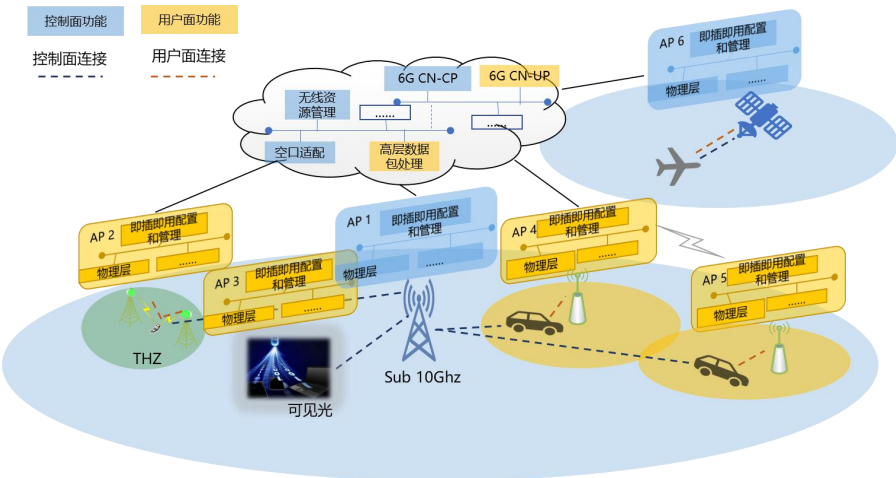 控制面功能
用户面功能
控制面连接
用户面连接
6G CN-CP
6G CN-UP
无线资
源管理
......
......
空口适配
高层数据
包处理
AP 6
即插即用配置
和管理
物理层
......
AP 2
即插即用配置
和管理
物理层
......
AP 3
即插即用配置
和管理
物理层
......
AP 1
即插即用配置
和管理
物理层
......
AP 4
即插即用配置
和管理
物理层
......
AP 5
即插即用配置
和管理
物理层
......
THZ
可见光
Sub 10Ghz